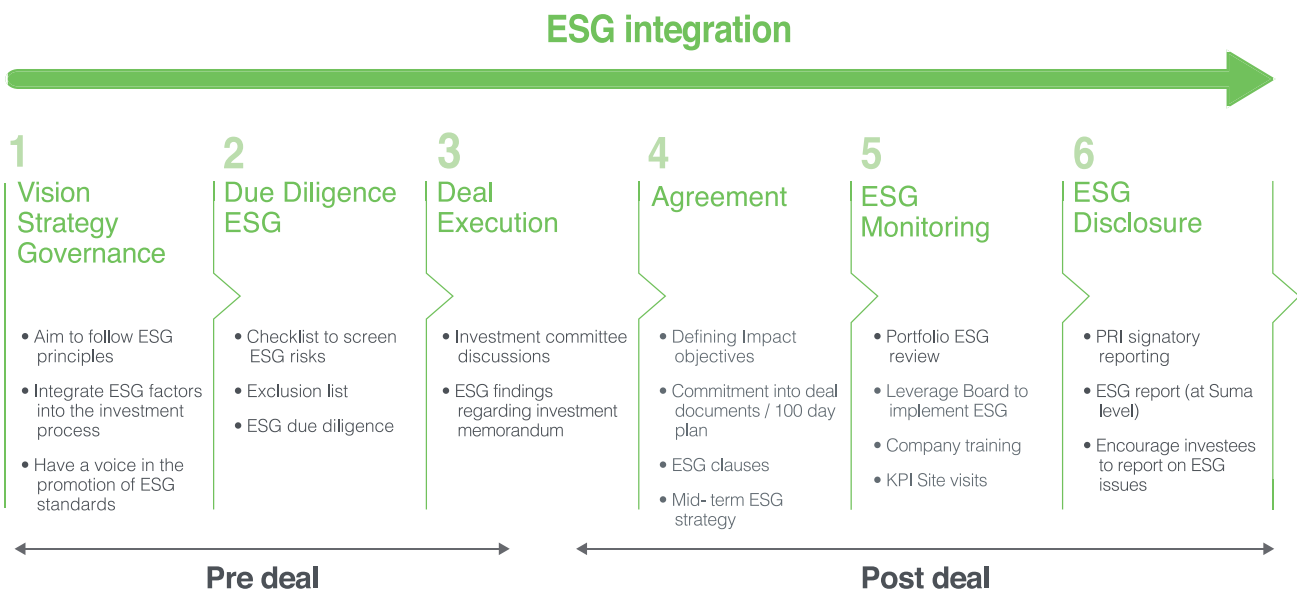 ESG integration
1
Vision
Strategy
Governance
• Aim to follow ESG
principles
• Integrate ESG factors
into the investment
process
• Have a voice in the
promotion of ESG
standards
2
Due Diligence
ESG
• Checklist to screen
ESG risks
• Exclusion list
• ESG due diligence
3
Deal
Execution
• Investment committee
discussions
• ESG findings
regarding investment
memorandum
4
Agreement
• Defining Impact
objectives
• Commitment into deal
documents / 100 day
plan
• ESG clauses
• Mid- term ESG
strategy
5
ESG
Monitoring
• Portfolio ESG
review
• Leverage Board to
implement ESG
• Company training
• KPI Site visits
6
ESG
Disclosure
• PRI signatory
reporting
• ESG report (at Suma
level)
• Encourage investees
to report on ESG
issues
Pre deal
Post deal